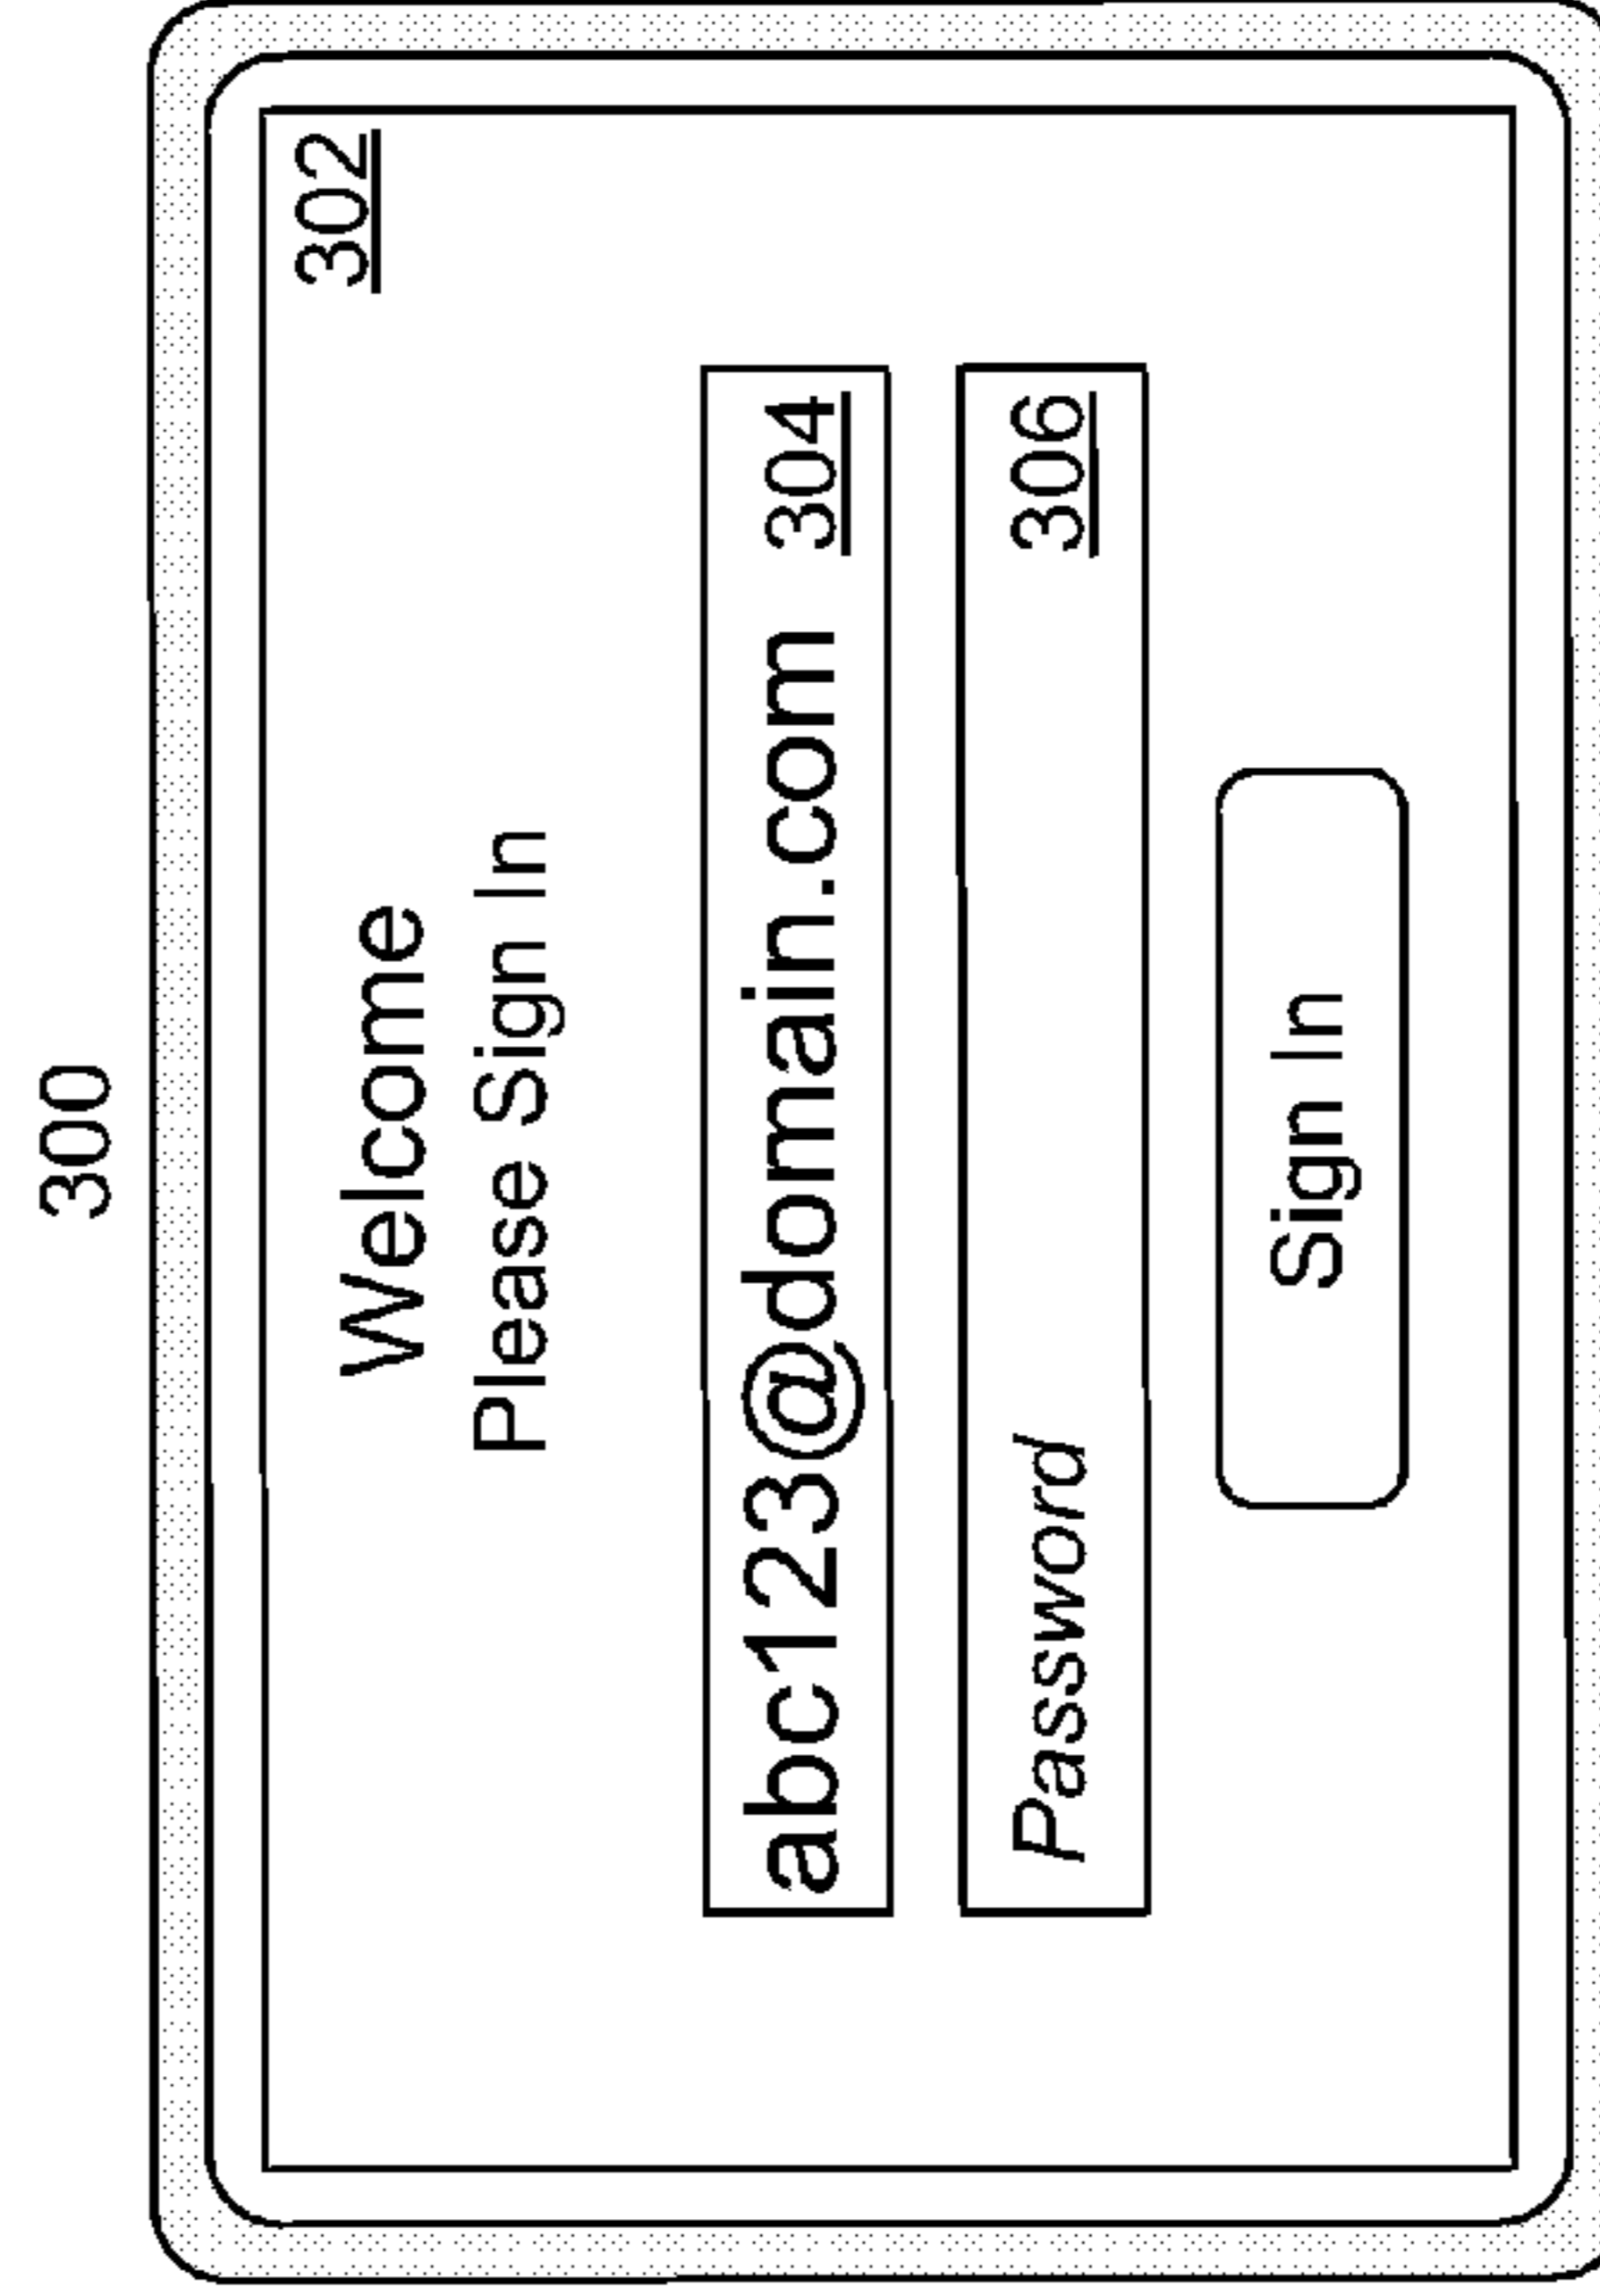 300
302
Welcome
Please Sign In
abc123@domain.com 304
Password 306
Sign In